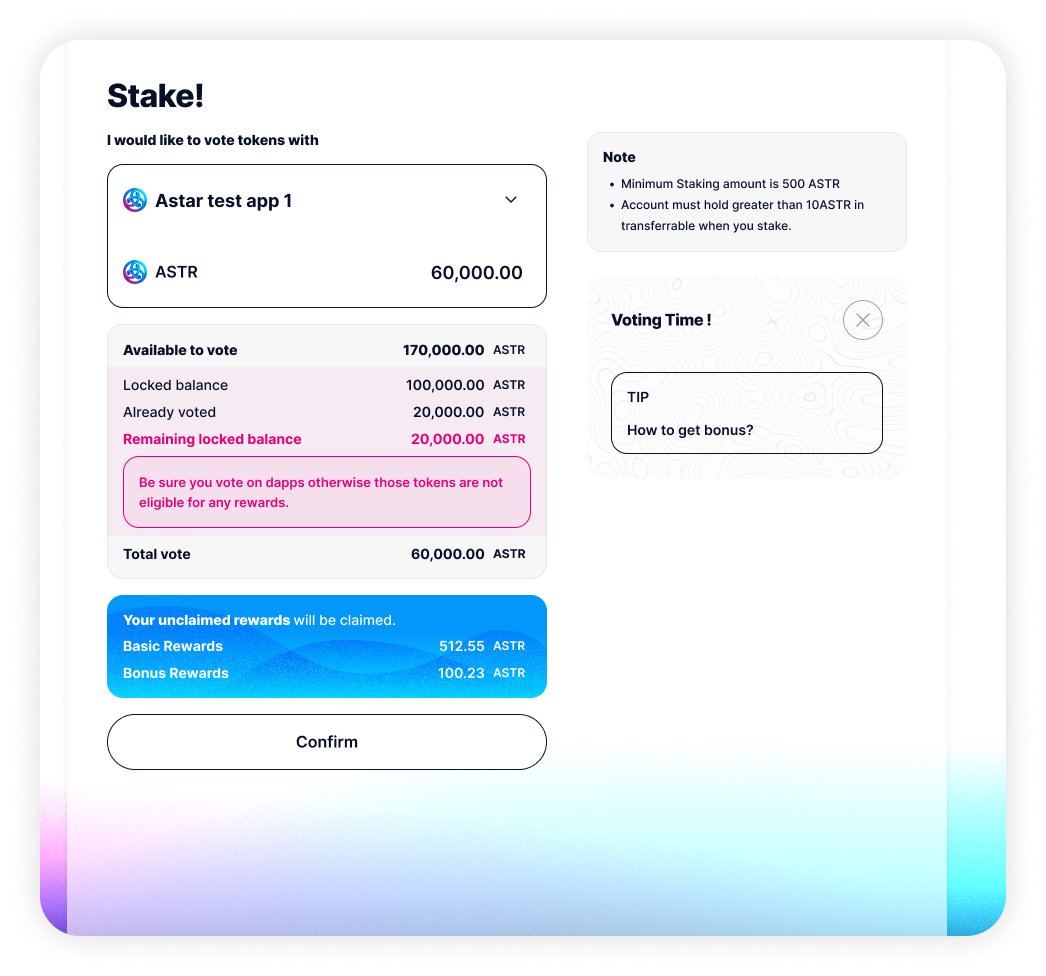 Stake!
I would like to vote tokens with
Astar test app 1
ASTR 60,000.00
Available to vote 170,000.00 ASTR
Locked balance 100,000.00 ASTR
Already voted 20,000.00 ASTR
Remaining locked balance 20,000.00 ASTR
Be sure you vote on dapps otherwise those tokens are not
eligible for any rewards.
Total vote 60,000.00 ASTR
Your unclaimed rewards will be claimed.
Basic Rewards 512.55 ASTR
Bonus Rewards 100.23 ASTR
Confirm
Note
• Minimum Staking amount is 500 ASTR
• Account must hold greater than 10ASTR in
transferrable when you stake.
Voting Time !
TIP
How to get bonus?